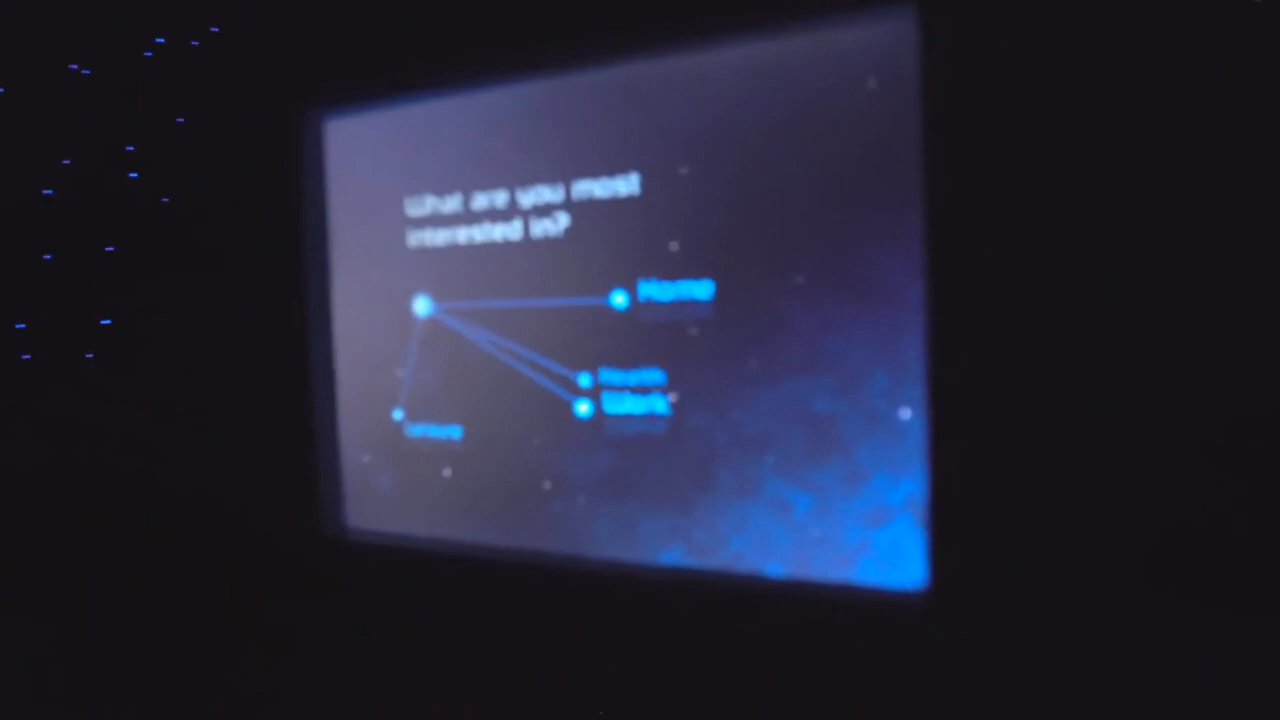 What are you most
interested in?
Home
Health
Work
Leisure